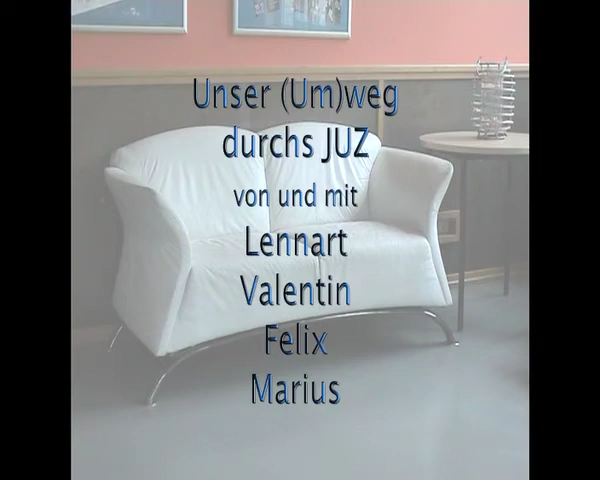 Unser (Um)weg
durchs JUZ
von und mit
Lennart
Valentin
Felix
Marius